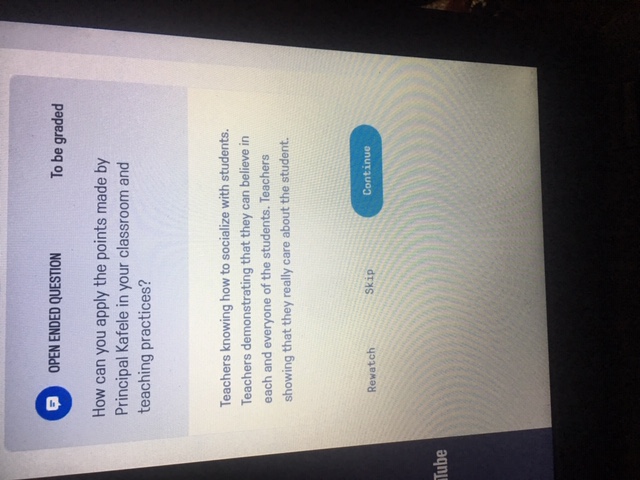 OPEN ENDED QUESTION
To be graded
How can you apply the points made by
Principal Kafele in your classroom and
teaching practices?
Teachers knowing how to socialize with students.
Teachers demonstrating that they can believe in
each and everyone of the students. Teachers
showing that they really care about the student.
Rewatch
Skip
Continue
Tube